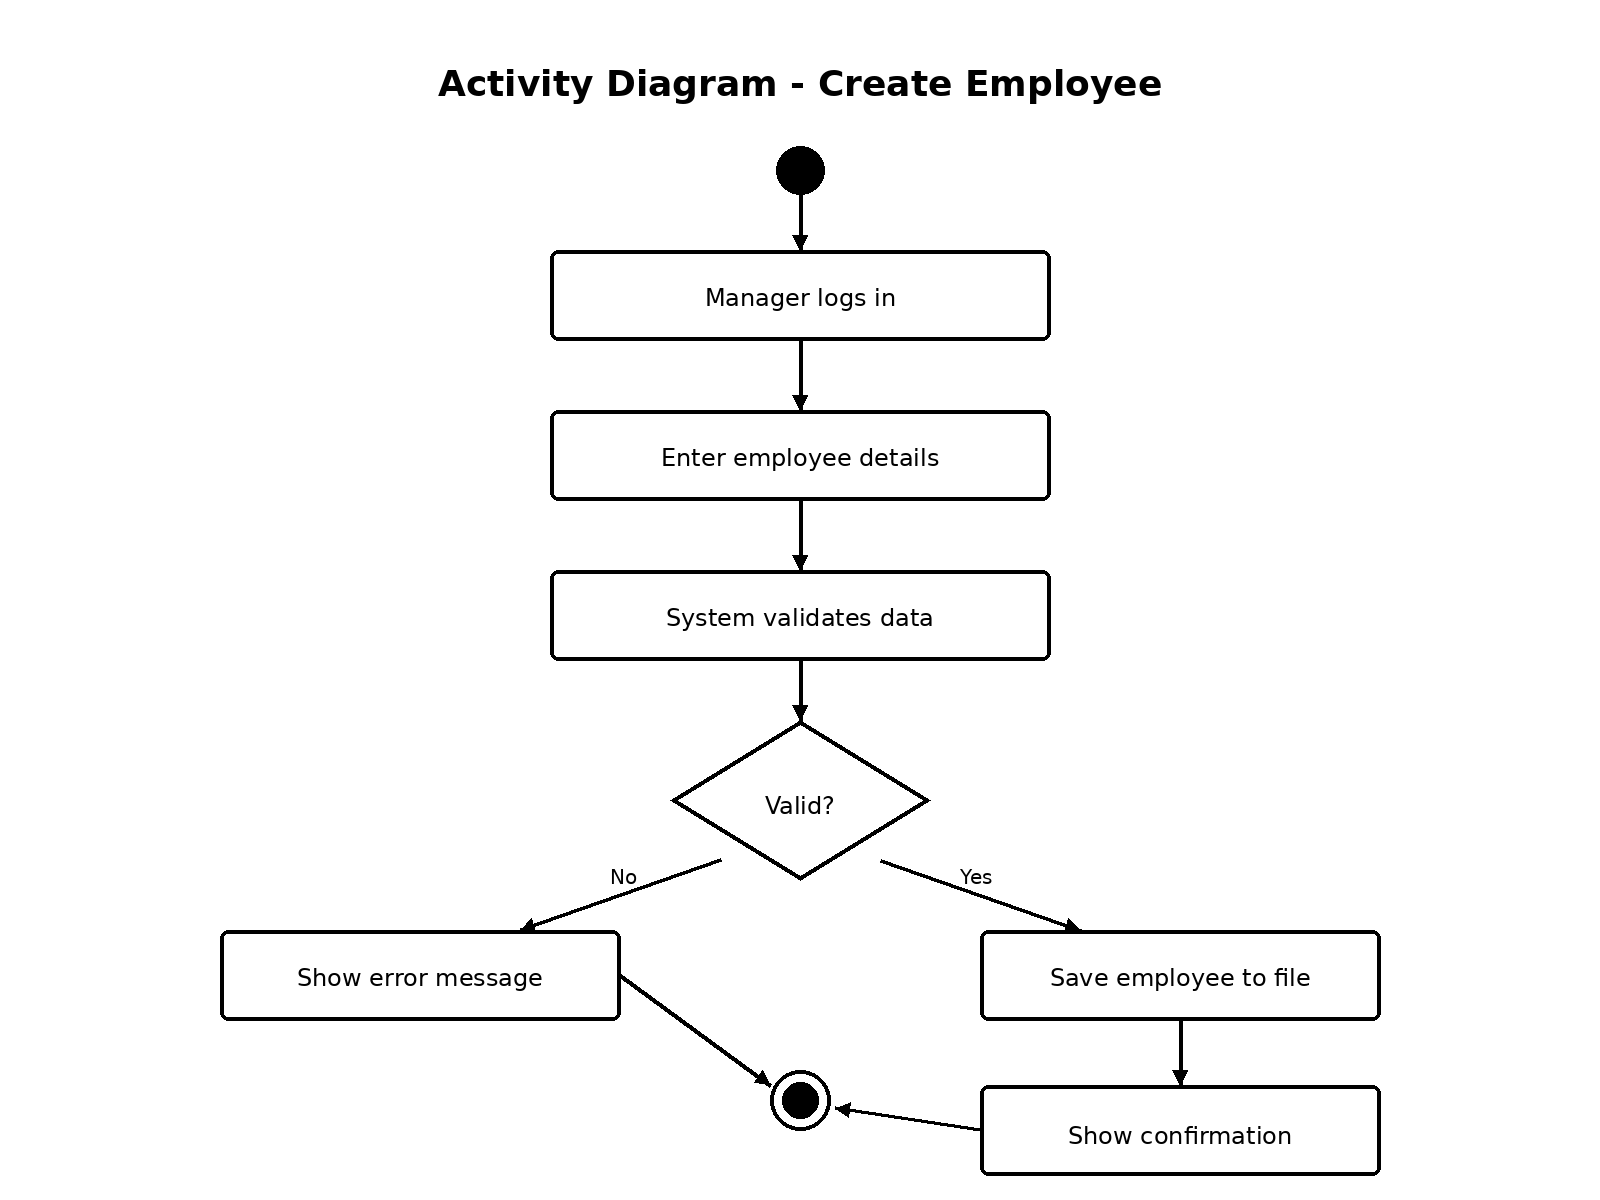 Activity Diagram - Create Employee
Manager logs in
Enter employee details
System validates data
Valid?
No
Yes
Show error message
Save employee to file
Show confirmation